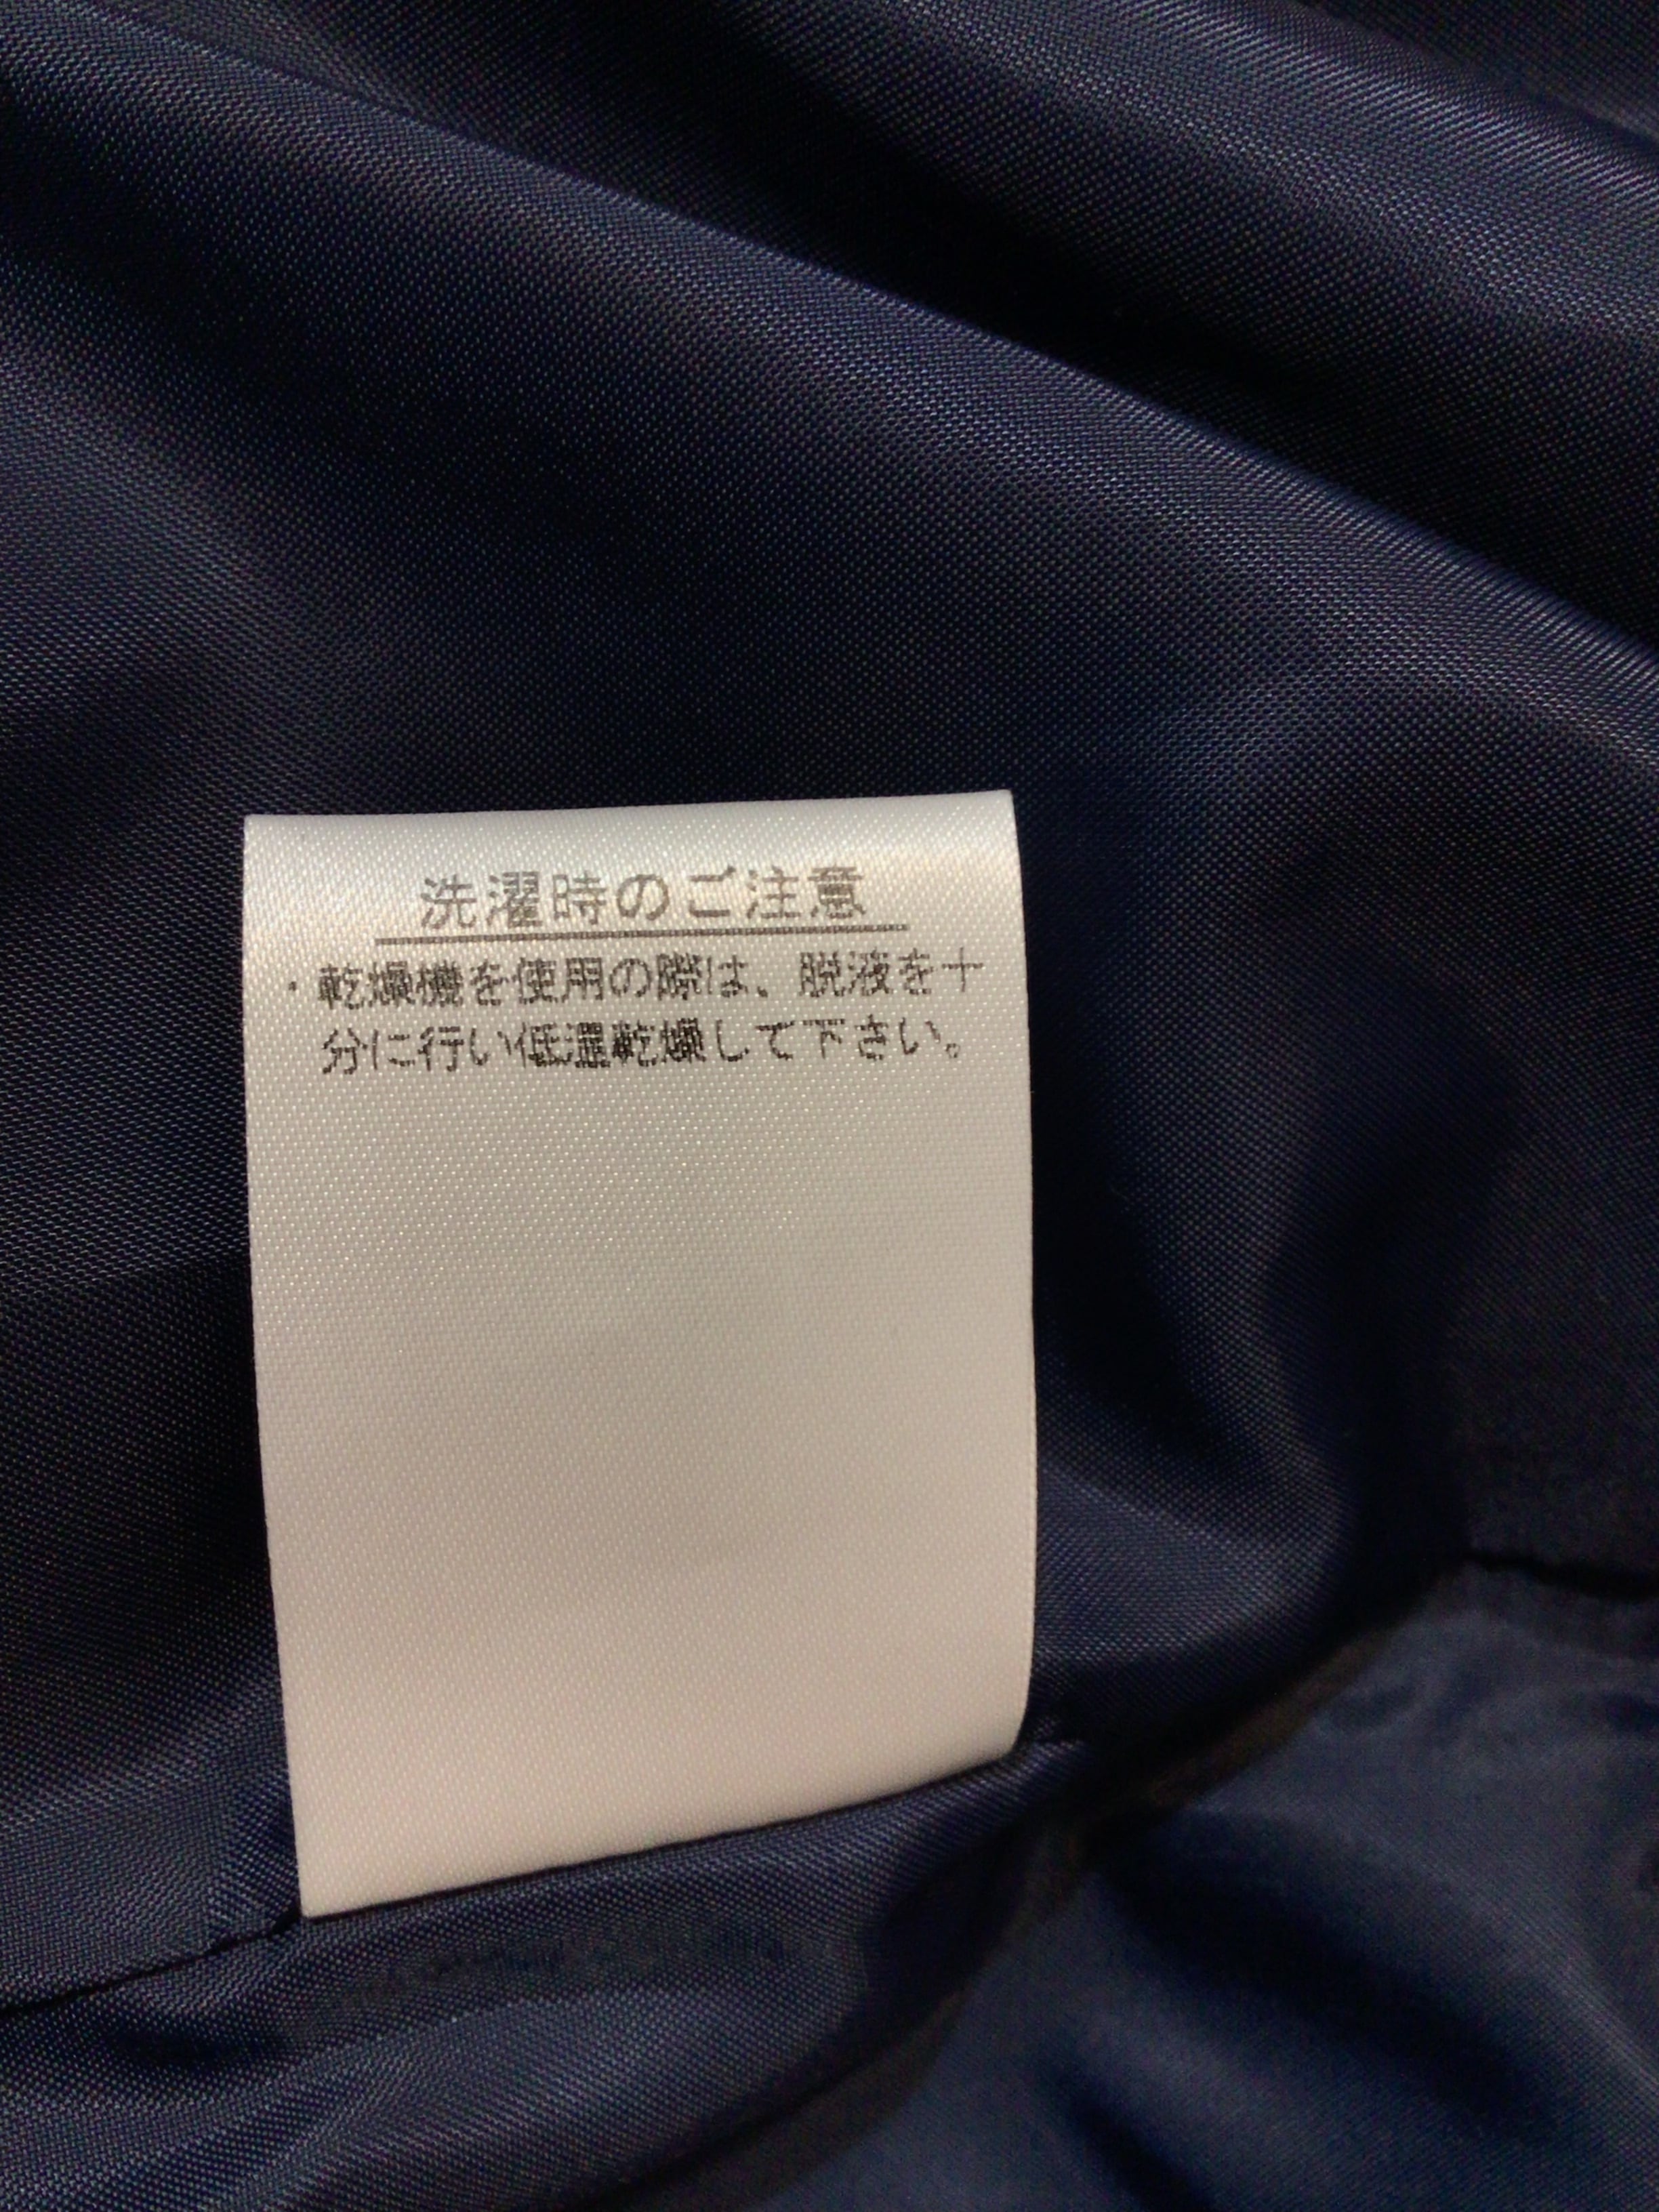 洗濯時のご注意
・乾燥機を使用の際は、脱液を十
分に行い低温乾燥して下さい。